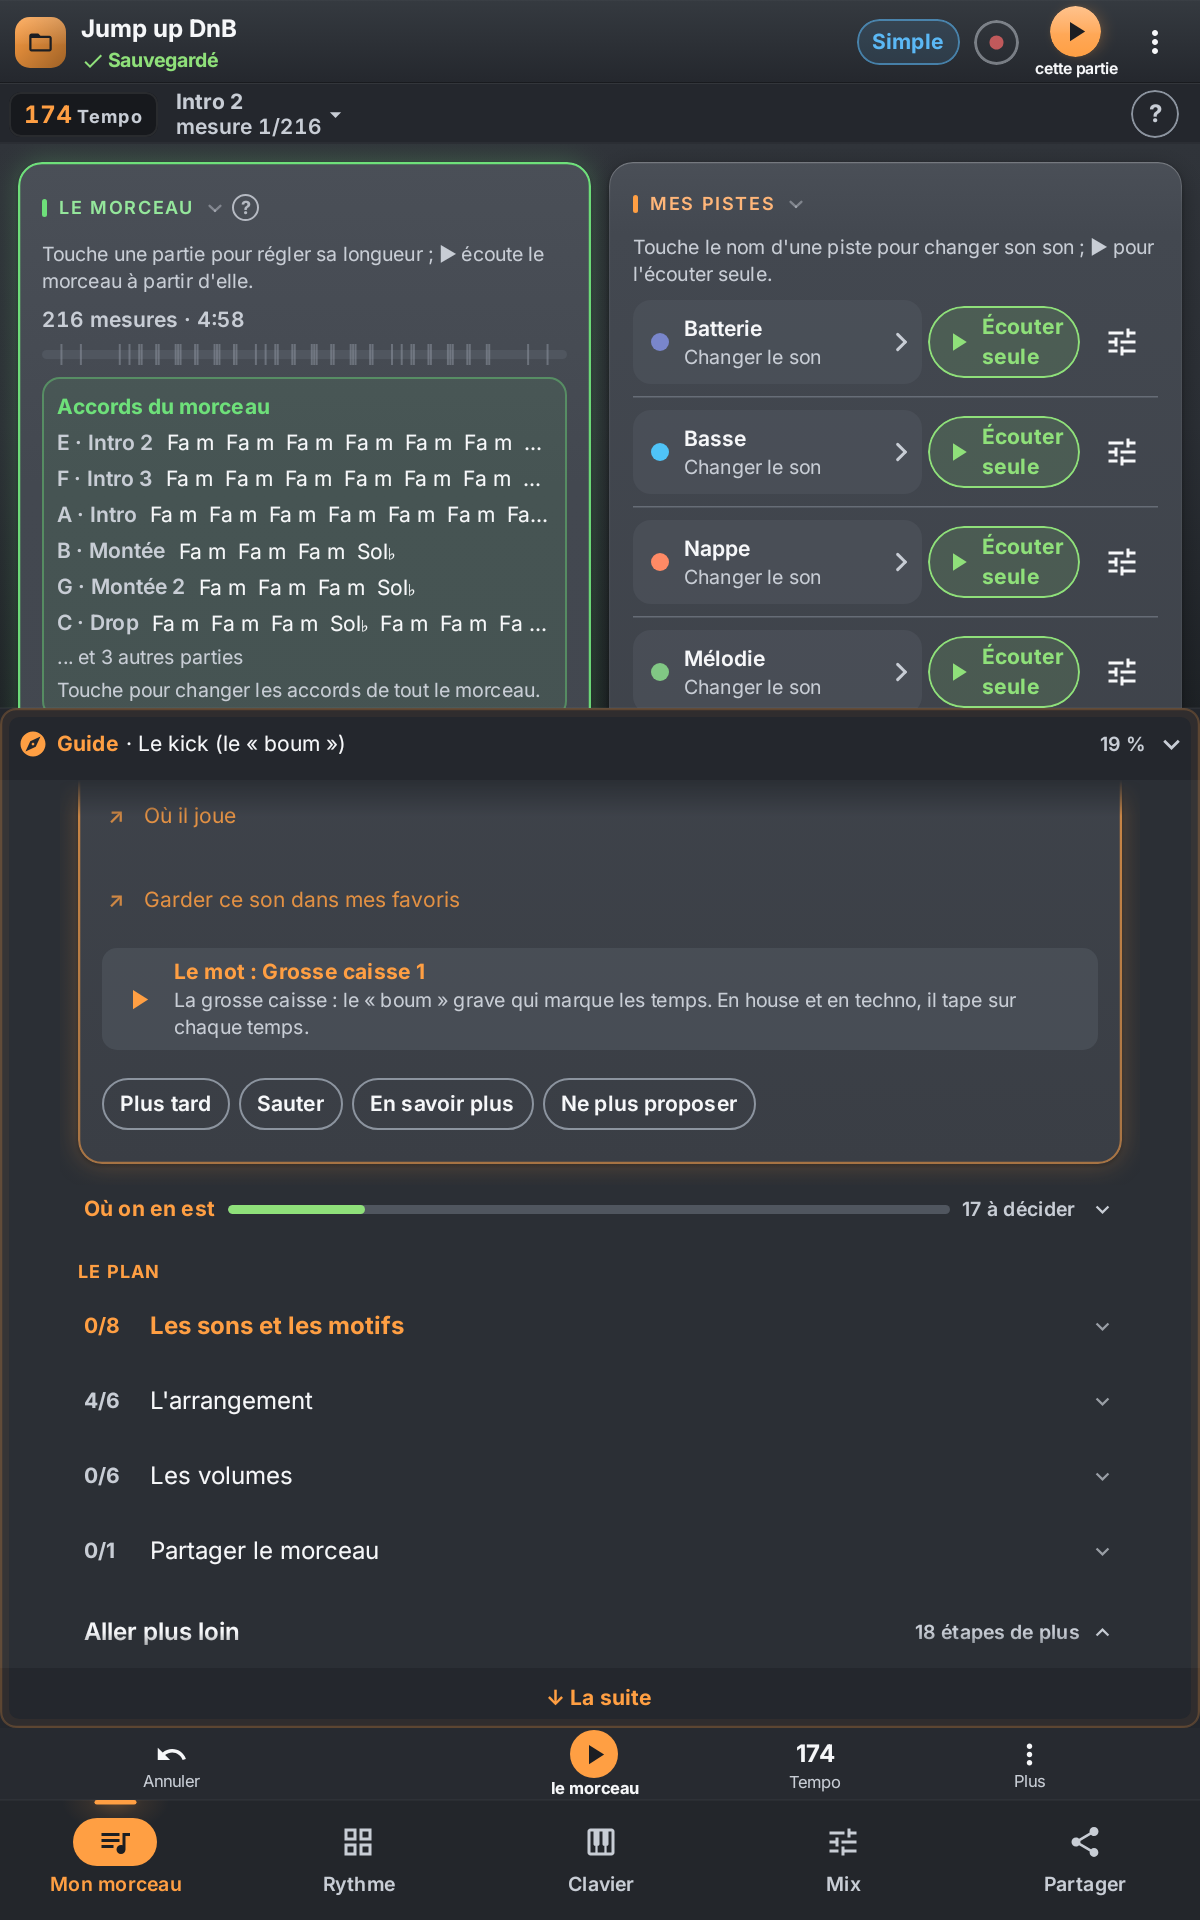 Jump up DnB
Sauvegardé
Simple
cette partie
174 Tempo
Intro 2
mesure 1/216
?
LE MORCEAU
?
Touche une partie pour régler sa longueur ; ▶ écoute le
morceau à partir d'elle.
216 mesures · 4:58
Accords du morceau
E · Intro 2 Fa m Fa m Fa m Fa m Fa m Fa m ...
F · Intro 3 Fa m Fa m Fa m Fa m Fa m Fa m ...
A · Intro Fa m Fa m Fa m Fa m Fa m Fa m Fa...
B · Montée Fa m Fa m Fa m Sol♭
G · Montée 2 Fa m Fa m Fa m Sol♭
C · Drop Fa m Fa m Fa m Sol♭ Fa m Fa m Fa ...
... et 3 autres parties
Touche pour changer les accords de tout le morceau.
MES PISTES
Touche le nom d'une piste pour changer son son ; ▶ pour
l'écouter seule.
Batterie
Changer le son
Écouter
seule
Basse
Changer le son
Écouter
seule
Nappe
Changer le son
Écouter
seule
Mélodie
Changer le son
Écouter
seule
Guide · Le kick (le « boum »)
19 %
Où il joue
Garder ce son dans mes favoris
Le mot : Grosse caisse 1
La grosse caisse : le « boum » grave qui marque les temps. En house et en techno, il tape sur
chaque temps.
Plus tard
Sauter
En savoir plus
Ne plus proposer
Où on en est
17 à décider
LE PLAN
0/8 Les sons et les motifs
4/6 L'arrangement
0/6 Les volumes
0/1 Partager le morceau
Aller plus loin
18 étapes de plus
↓ La suite
Annuler
le morceau
174
Tempo
Plus
Mon morceau
Rythme
Clavier
Mix
Partager